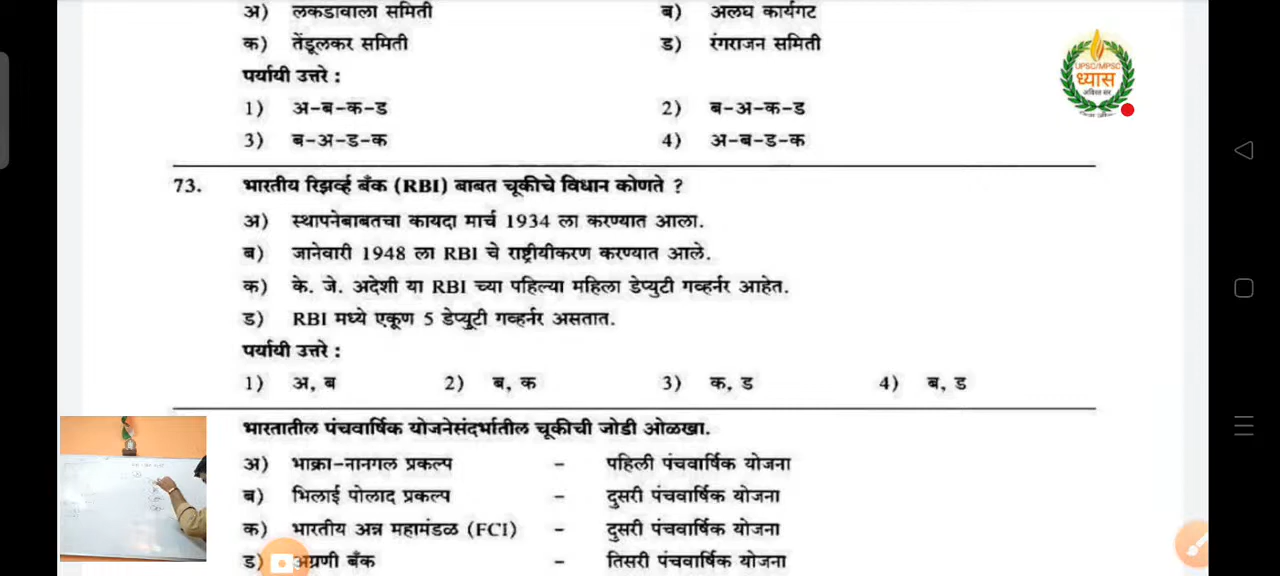 अ) लकडावाला समिती ब) अलघ कार्यगट
क) तेंडूलकर समिती ड) रंगराजन समिती
पर्यायी उत्तरे :
1) अ-ब-क-ड 2) ब-अ-क-ड
3) ब-अ-ड-क 4) अ-ब-ड-क
UPSC/MPSC
ध्यास
73. भारतीय रिझर्व्ह बँक (RBI) बाबत चूकीचे विधान कोणते ?
अ) स्थापनेबाबतचा कायदा मार्च 1934 ला करण्यात आला.
ब) जानेवारी 1948 ला RBI चे राष्ट्रीयीकरण करण्यात आले.
क) के. जे. अदेशी या RBI च्या पहिल्या महिला डेप्युटी गव्हर्नर आहेत.
ड) RBI मध्ये एकूण 5 डेप्यूटी गव्हर्नर असतात.
पर्यायी उत्तरे :
1) अ, ब 2) ब, क 3) क, ड 4) ब, ड
भारतातील पंचवार्षिक योजनेसंदर्भातील चूकीची जोडी ओळखा.
अ) भाक्रा-नानगल प्रकल्प - पहिली पंचवार्षिक योजना
ब) भिलाई पोलाद प्रकल्प - दुसरी पंचवार्षिक योजना
क) भारतीय अन्न महामंडळ (FCI) - दुसरी पंचवार्षिक योजना
ड) अग्रणी बँक - तिसरी पंचवार्षिक योजना